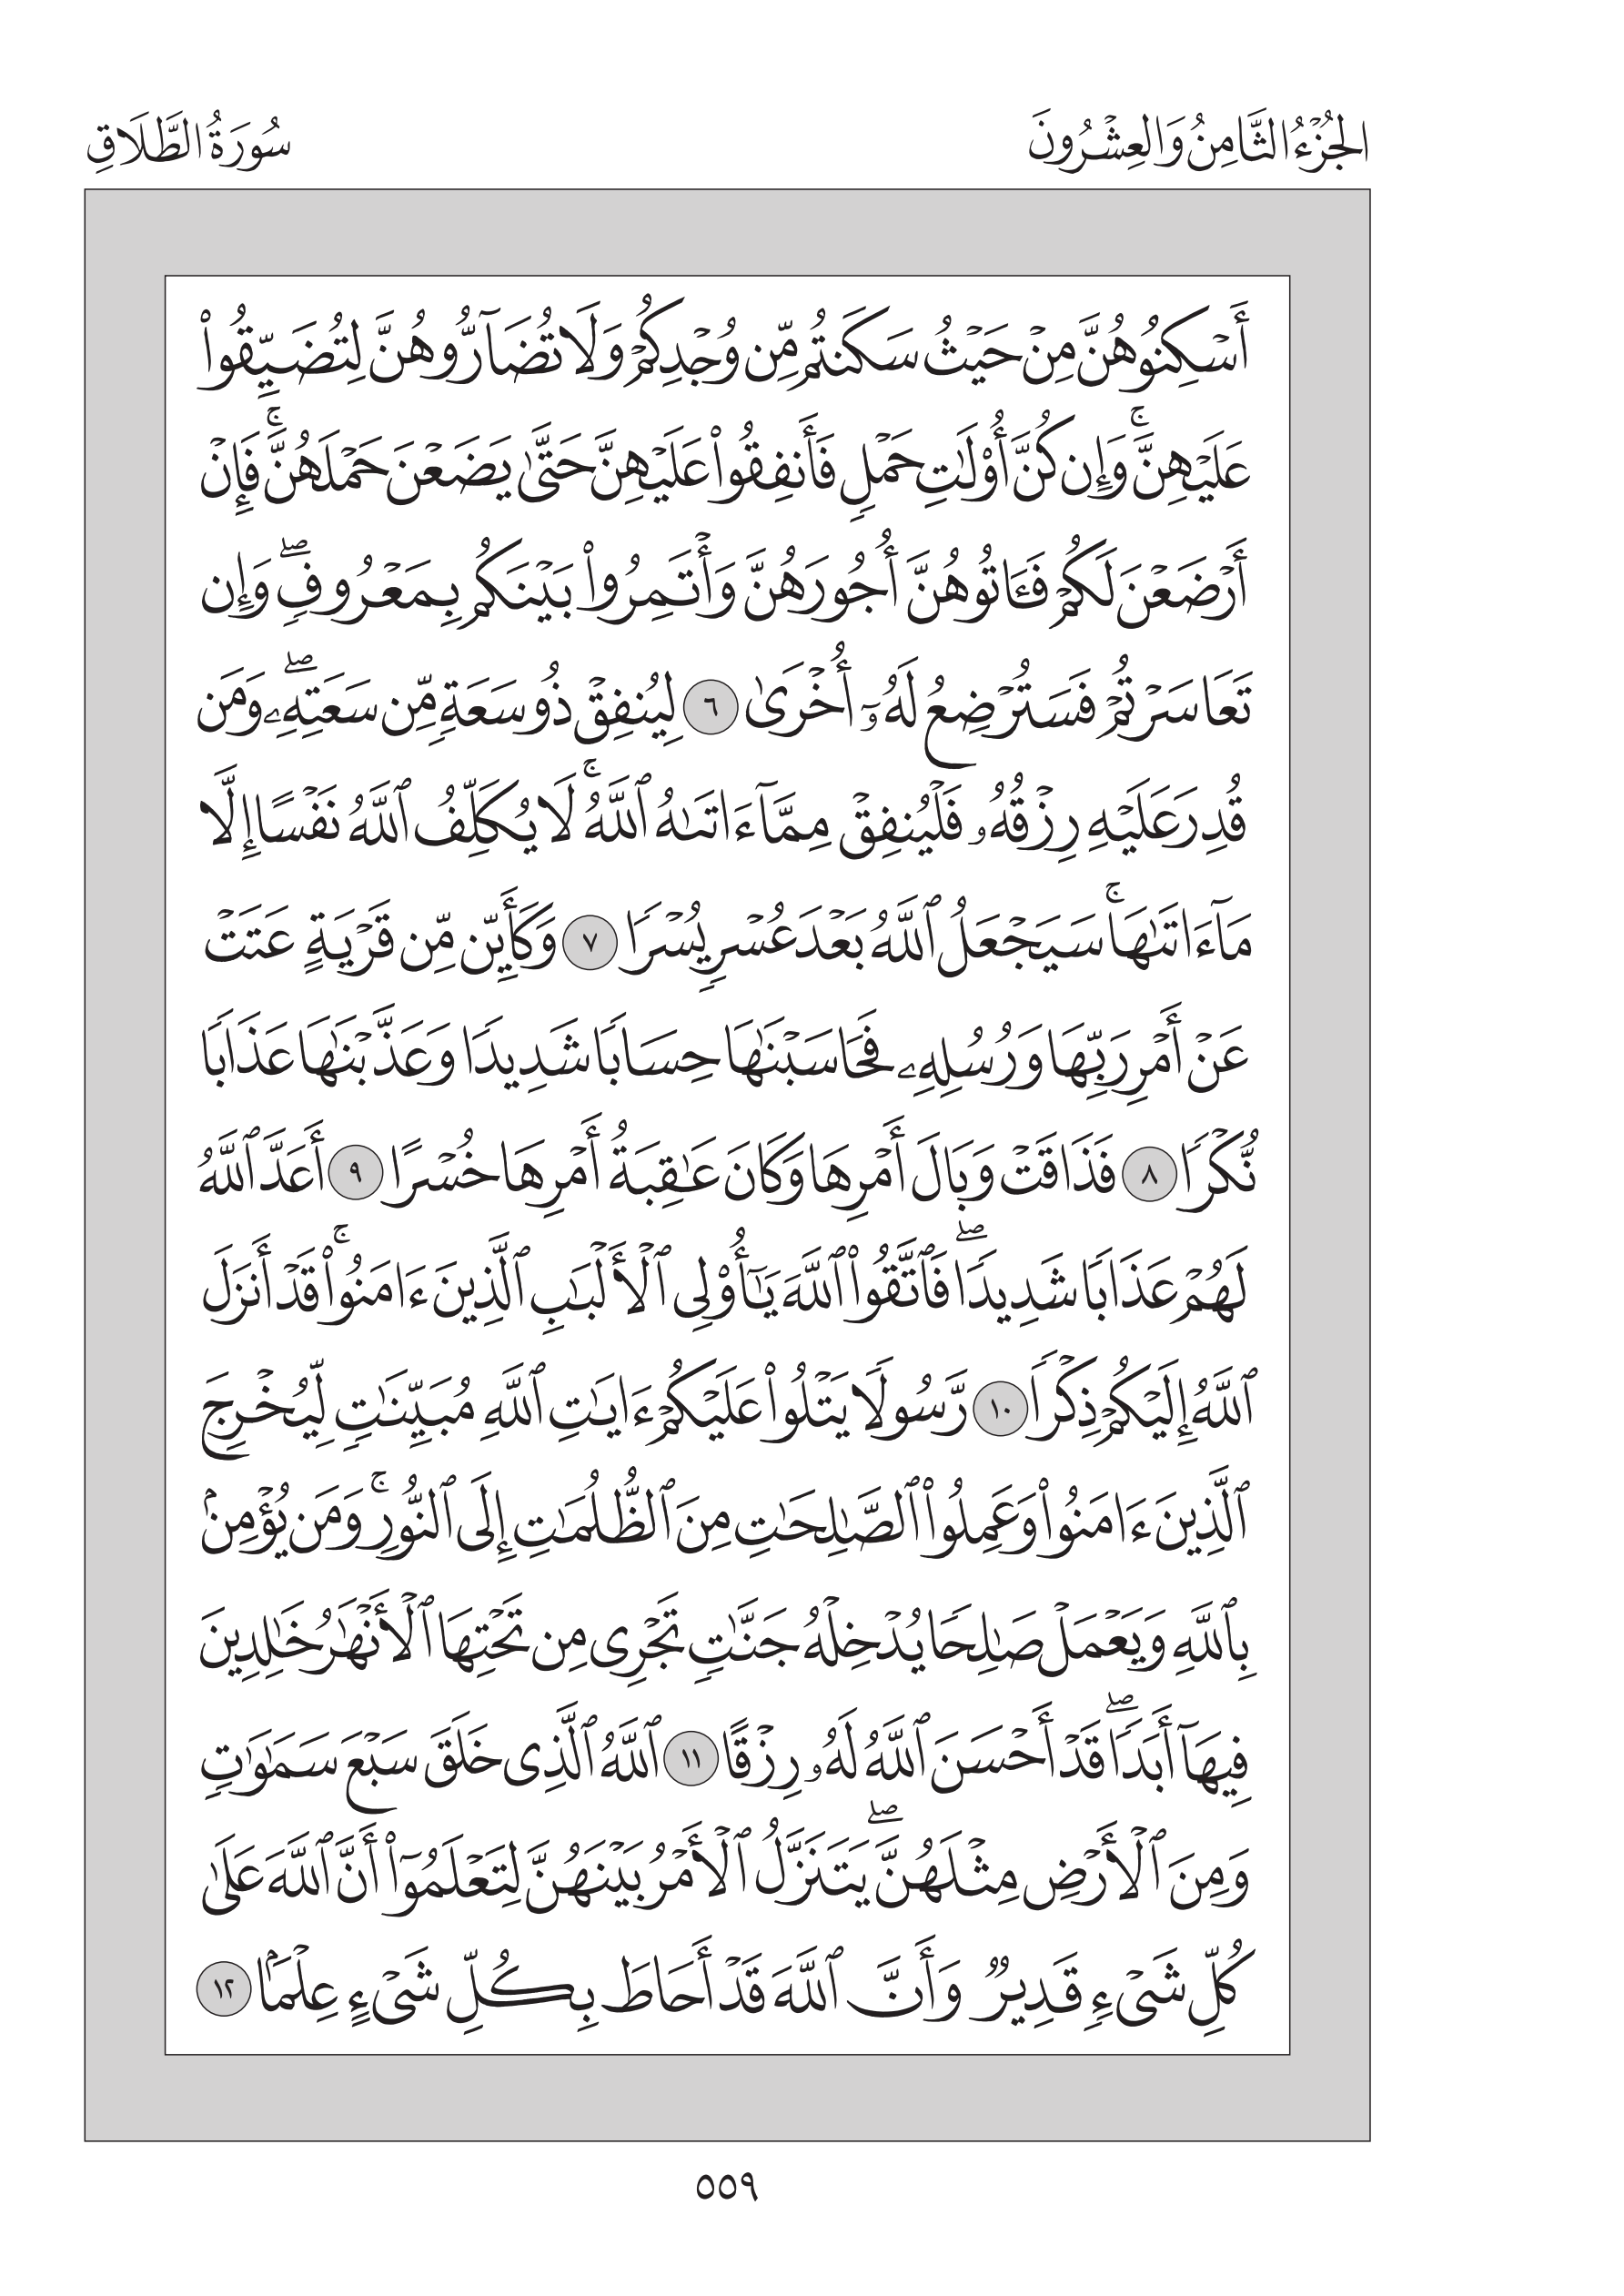 الجُزْءُ الثَّامِنُ وَالعِشْرُونَ
سُورَةُ الطَّلَاقِ
أَسۡكِنُوهُنَّ مِنۡ حَيۡثُ سَكَنتُم مِّن وُجۡدِكُمۡ وَلَا تُضَآرُّوهُنَّ لِتُضَيِّقُواْ
عَلَيۡهِنَّۚ وَإِن كُنَّ أُوْلَٰتِ حَمۡلٖ فَأَنفِقُواْ عَلَيۡهِنَّ حَتَّىٰ يَضَعۡنَ حَمۡلَهُنَّۚ فَإِنۡ
أَرۡضَعۡنَ لَكُمۡ فَـَٔاتُوهُنَّ أُجُورَهُنَّ وَأۡتَمِرُواْ بَيۡنَكُم بِمَعۡرُوفٖۖ وَإِن
تَعَاسَرۡتُمۡ فَسَتُرۡضِعُ لَهُۥٓ أُخۡرَىٰ ٦ لِيُنفِقۡ ذُو سَعَةٖ مِّن سَعَتِهِۦۖ وَمَن
قُدِرَ عَلَيۡهِ رِزۡقُهُۥ فَلۡيُنفِقۡ مِمَّآ ءَاتَىٰهُ ٱللَّهُۚ لَا يُكَلِّفُ ٱللَّهُ نَفۡسًا إِلَّا
مَآ ءَاتَىٰهَاۚ سَيَجۡعَلُ ٱللَّهُ بَعۡدَ عُسۡرٖ يُسۡرٗا ٧ وَكَأَيِّن مِّن قَرۡيَةٍ عَتَتۡ
عَنۡ أَمۡرِ رَبِّهَا وَرُسُلِهِۦ فَحَاسَبۡنَٰهَا حِسَابٗا شَدِيدٗا وَعَذَّبۡنَٰهَا عَذَابٗا
نُّكۡرٗا ٨ فَذَاقَتۡ وَبَالَ أَمۡرِهَا وَكَانَ عَٰقِبَةُ أَمۡرِهَا خُسۡرًا ٩ أَعَدَّ ٱللَّهُ
لَهُمۡ عَذَابٗا شَدِيدٗاۖ فَٱتَّقُواْ ٱللَّهَ يَٰٓأُوْلِي ٱلۡأَلۡبَٰبِ ٱلَّذِينَ ءَامَنُواْۚ قَدۡ أَنزَلَ
ٱللَّهُ إِلَيۡكُمۡ ذِكۡرٗا ١٠ رَّسُولٗا يَتۡلُواْ عَلَيۡكُمۡ ءَايَٰتِ ٱللَّهِ مُبَيِّنَٰتٖ لِّيُخۡرِجَ
ٱلَّذِينَ ءَامَنُواْ وَعَمِلُواْ ٱلصَّٰلِحَٰتِ مِنَ ٱلظُّلُمَٰتِ إِلَى ٱلنُّورِۚ وَمَن يُؤۡمِنۢ
بِٱللَّهِ وَيَعۡمَلۡ صَٰلِحٗا يُدۡخِلۡهُ جَنَّٰتٖ تَجۡرِي مِن تَحۡتِهَا ٱلۡأَنۡهَٰرُ خَٰلِدِينَ
فِيهَآ أَبَدٗاۖ قَدۡ أَحۡسَنَ ٱللَّهُ لَهُۥ رِزۡقًا ١١ ٱللَّهُ ٱلَّذِي خَلَقَ سَبۡعَ سَمَٰوَٰتٖ
وَمِنَ ٱلۡأَرۡضِ مِثۡلَهُنَّۖ يَتَنَزَّلُ ٱلۡأَمۡرُ بَيۡنَهُنَّ لِتَعۡلَمُوٓاْ أَنَّ ٱللَّهَ عَلَىٰ
كُلِّ شَيۡءٖ قَدِيرٞ وَأَنَّ ٱللَّهَ قَدۡ أَحَاطَ بِكُلِّ شَيۡءٍ عِلۡمَۢا ١٢
٥٥٩